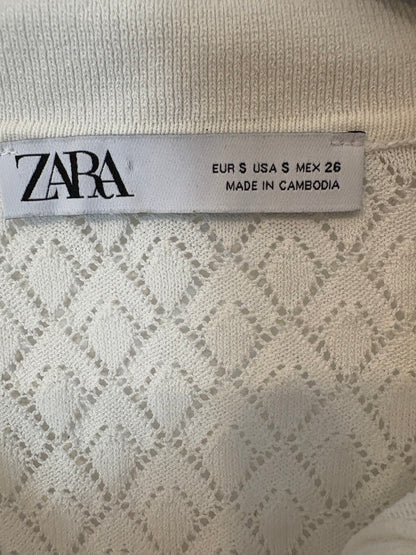 ZARA
EUR S USA S MEX 26
MADE IN CAMBODIA